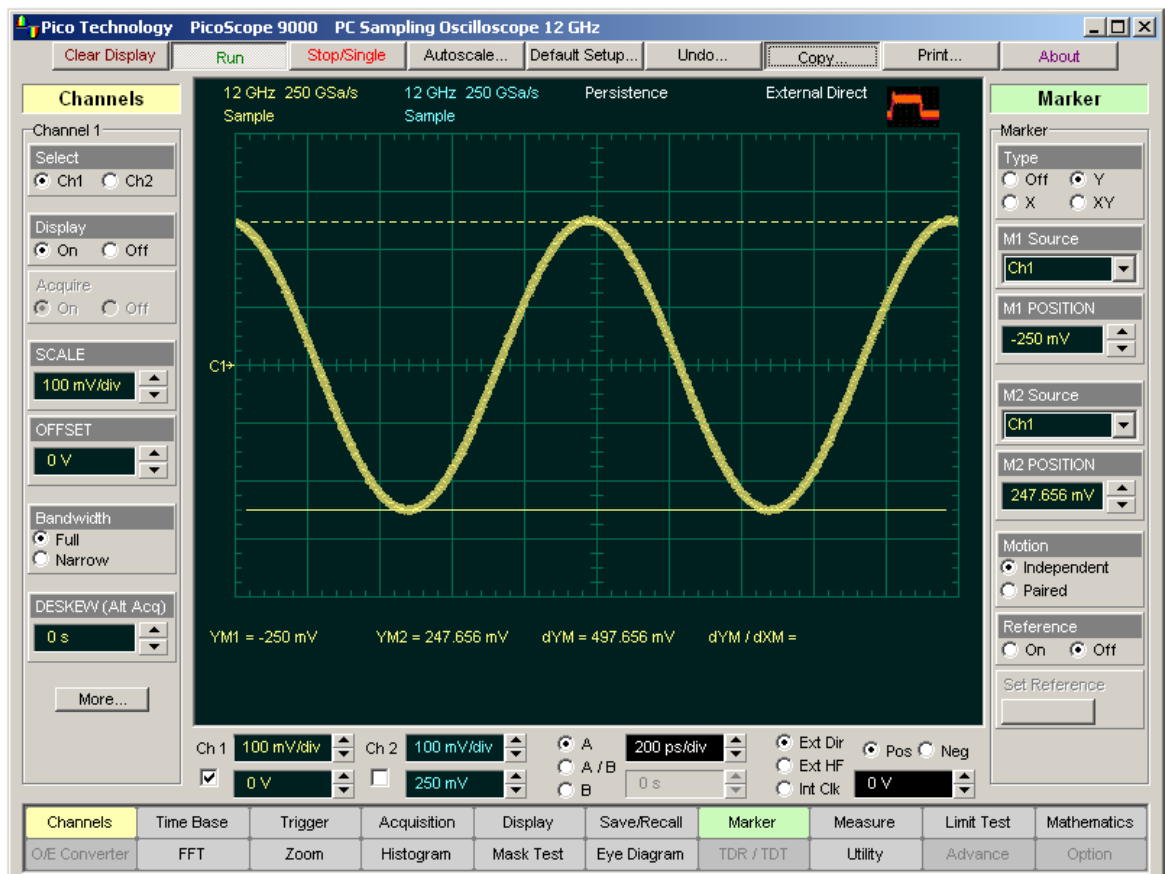 Pico Technology PicoScope 9000 PC Sampling Oscilloscope 12 GHz
Clear Display Run Stop/Single Autoscale... Default Setup... Undo... Copy... Print... About
Channels
Channel 1
Select
Ch1 Ch2
Display
On Off
Acquire
On Off
SCALE
100 mV/div
OFFSET
0 V
Bandwidth
Full
Narrow
DESKEW (Alt Acq)
0 s
More...
12 GHz 250 GSa/s 12 GHz 250 GSa/s Persistence External Direct
Sample Sample
C1
YM1 = -250 mV YM2 = 247.656 mV dYM = 497.656 mV dYM / dXM =
Marker
Marker
Type
Off Y
X XY
M1 Source
Ch1
M1 POSITION
-250 mV
M2 Source
Ch1
M2 POSITION
247.656 mV
Motion
Independent
Paired
Reference
On Off
Set Reference
Ch 1 100 mV/div Ch 2 100 mV/div A 200 ps/div Ext Dir Pos Neg
A / B Ext HF
0 V 250 mV B 0 s Int Clk 0 V
Channels Time Base Trigger Acquisition Display Save/Recall Marker Measure Limit Test Mathematics
O/E Converter FFT Zoom Histogram Mask Test Eye Diagram TDR / TDT Utility Advance Option